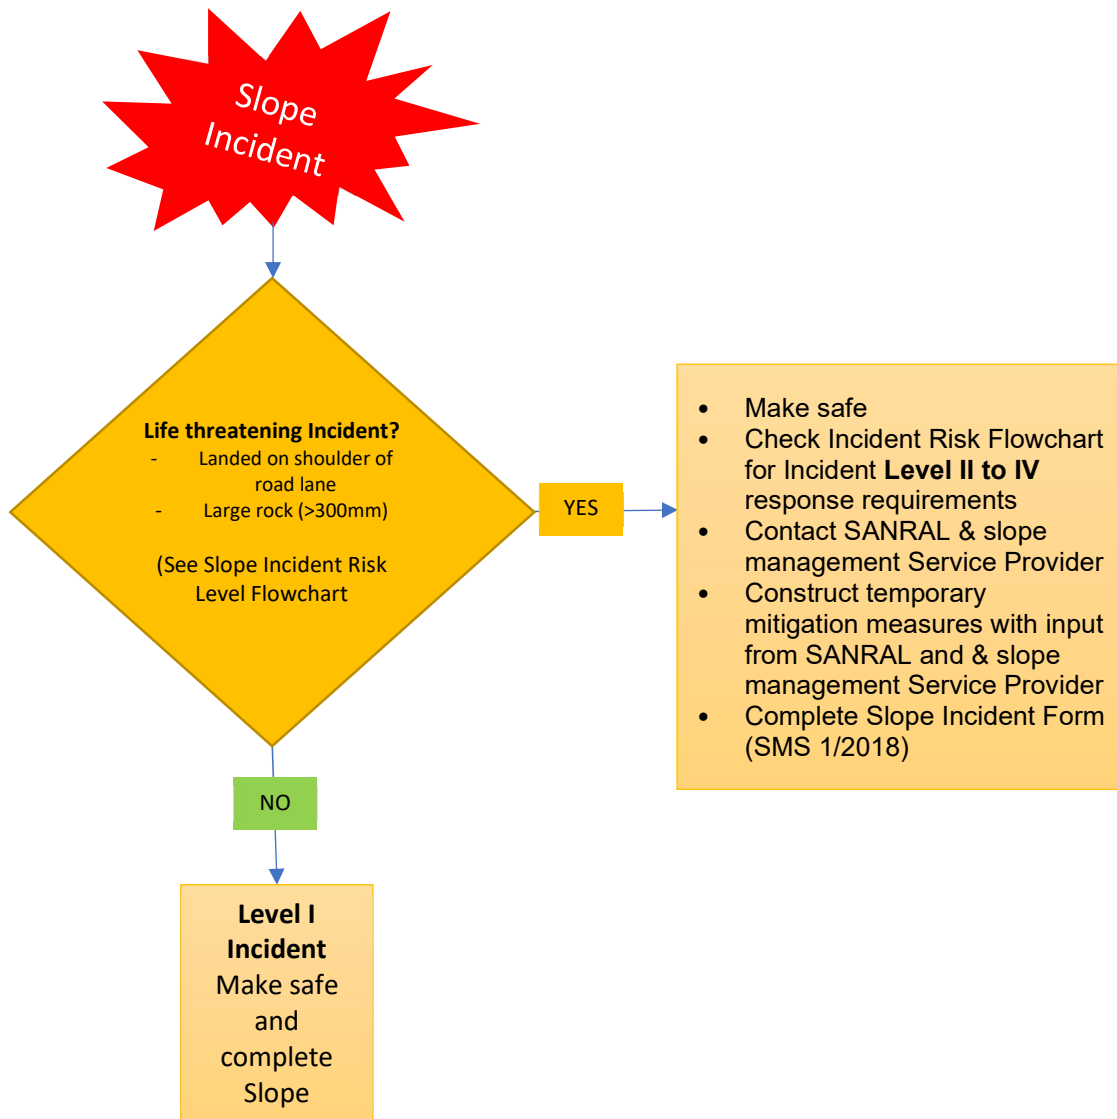 Slope
Incident
Life threatening Incident?
- Landed on shoulder of
road lane
- Large rock (>300mm)
(See Slope Incident Risk
Level Flowchart
YES
• Make safe
• Check Incident Risk Flowchart
for Incident Level II to IV
response requirements
• Contact SANRAL & slope
management Service Provider
• Construct temporary
mitigation measures with input
from SANRAL and & slope
management Service Provider
• Complete Slope Incident Form
(SMS 1/2018)
NO
Level I
Incident
Make safe
and
complete
Slope